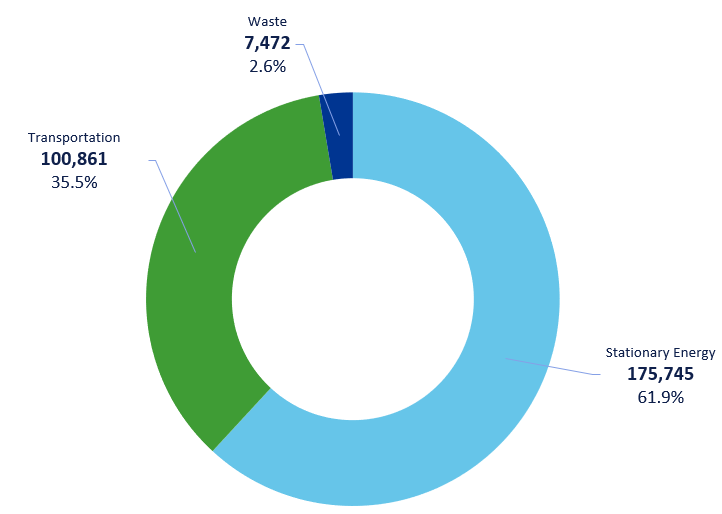 Waste
7,472
2.6%
Transportation
100,861
35.5%
Stationary Energy
175,745
61.9%